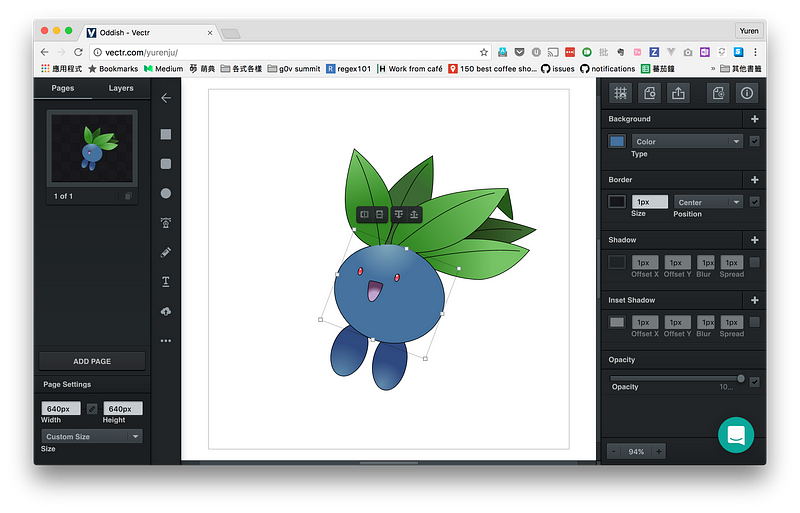 Oddish - Vectr
Yuren
vectr.com/yurenju/
應用程式 Bookmarks Medium 萌典 各式各樣 g0v summit regex101 Work from café 150 best coffee sho... issues notifications 蕃茄鐘 » 其他書籤
Pages Layers
1 of 1
ADD PAGE
Page Settings
640px 640px
Width Height
Custom Size
Size
Background
Color
Type
Border
1px Center
Size Position
Shadow
1px 1px 1px 1px
Offset X Offset Y Blur Spread
Inset Shadow
1px 1px 1px 1px
Offset X Offset Y Blur Spread
Opacity
Opacity 10...
- 94% +